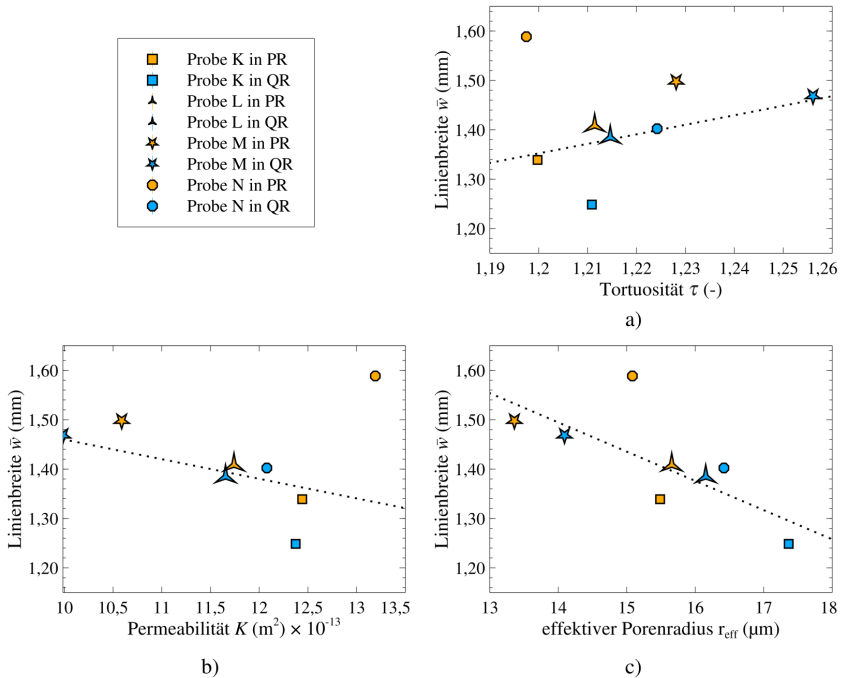 Probe K in PR
Probe K in QR
Probe L in PR
Probe L in QR
Probe M in PR
Probe M in QR
Probe N in PR
Probe N in QR
Linienbreite w̄ (mm)
1,60
1,50
1,40
1,30
1,20
1,19 1,2 1,21 1,22 1,23 1,24 1,25 1,26
Tortuosität τ (-)
a)
Linienbreite w̄ (mm)
1,60
1,50
1,40
1,30
1,20
10 10,5 11 11,5 12 12,5 13 13,5
Permeabilität K (m²) × 10⁻¹³
b)
Linienbreite w̄ (mm)
1,60
1,50
1,40
1,30
1,20
13 14 15 16 17 18
effektiver Porenradius r_eff (µm)
c)